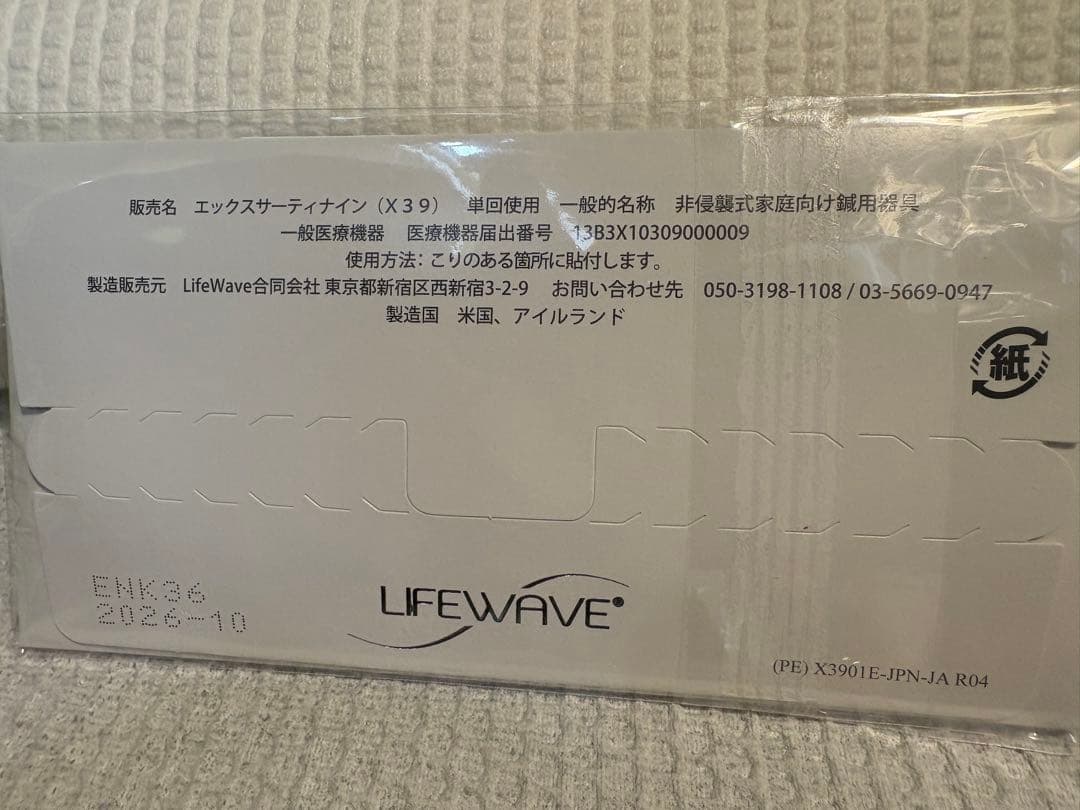 販売名 エックスサーティナイン（X39） 単回使用 一般的名称 非侵襲式家庭向け鍼用器具
一般医療機器 医療機器届出番号 13B3X10309000009
使用方法：こりのある箇所に貼付します。
製造販売元 LifeWave合同会社 東京都新宿区西新宿3-2-9 お問い合わせ先 050-3198-1108 / 03-5669-0947
製造国 米国、アイルランド
紙
ENK36
2026-10
LIFEWAVE®
(PE) X3901E-JPN-JA R04